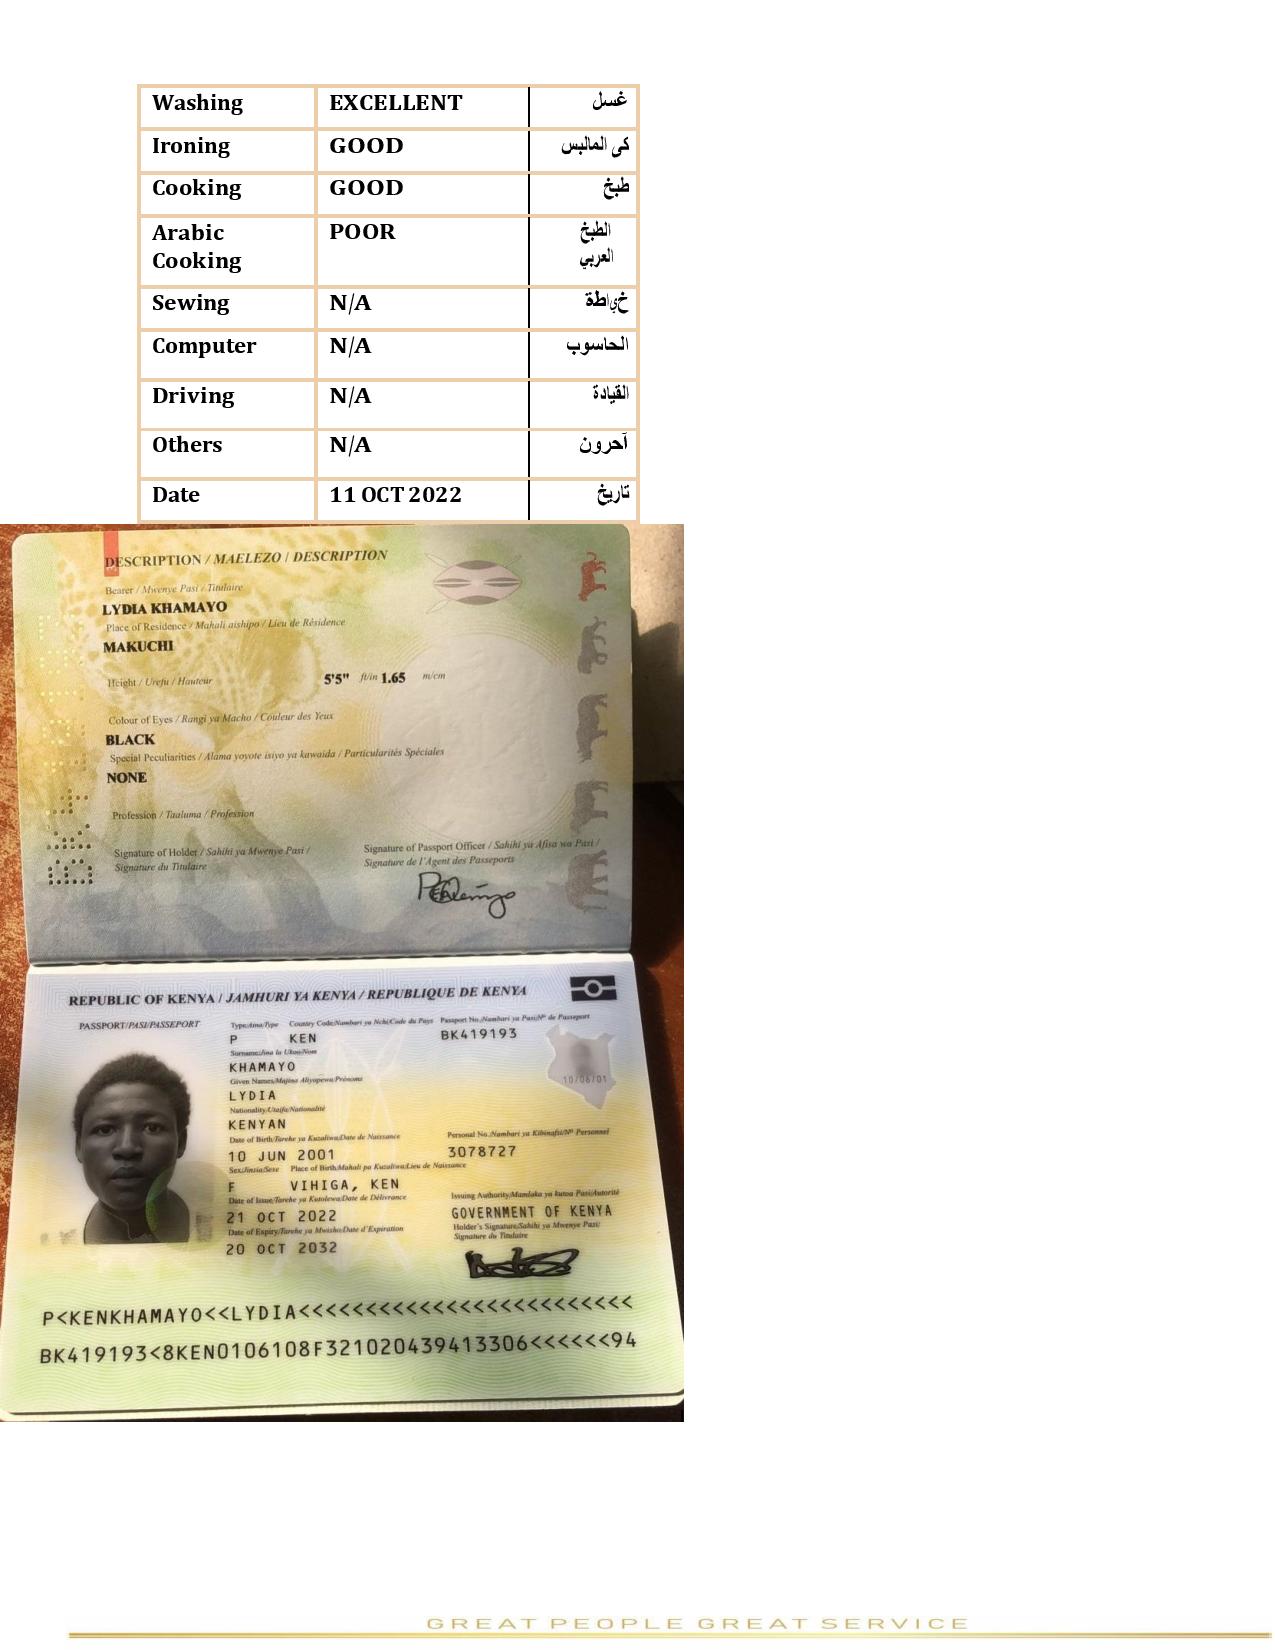 Washing EXCELLENT غسل
Ironing GOOD كى المالبس
Cooking GOOD طبخ
Arabic Cooking POOR الطبخ العربي
Sewing N/A خياطة
Computer N/A الحاسوب
Driving N/A القيادة
Others N/A آحرون
Date 11 OCT 2022 تاريخ
DESCRIPTION / MAELEZO / DESCRIPTION
Bearer / Mwenye Pasi / Titulaire
LYDIA KHAMAYO
Place of Residence / Mahali aishipo / Lieu de Résidence
MAKUCHI
Height / Urefu / Hauteur 5'5" ft/in 1.65 m/cm
Colour of Eyes / Rangi ya Macho / Couleur des Yeux
BLACK
Special Peculiarities / Alama yoyote isiyo ya kawaida / Particularités Spéciales
NONE
Profession / Taaluma / Profession
Signature of Holder / Sahihi ya Mwenye Pasi /
Signature du Titulaire
Signature of Passport Officer / Sahihi ya Afisa wa Pasi /
Signature de l'Agent des Passeports
REPUBLIC OF KENYA / JAMHURI YA KENYA / REPUBLIQUE DE KENYA
PASSPORT/PASI/PASSEPORT
Type/Aina/Type Country Code/Nambari ya Nchi/Code du Pays Passport No./Nambari ya Pasi/Nº de Passeport
P KEN BK419193
Surname/Jina la Ukoo/Nom
KHAMAYO
10/06/01
Given Names/Majina Aliyopewa/Prénoms
LYDIA
Nationality/Utaifa/Nationalité
KENYAN
Date of Birth/Tarehe ya Kuzaliwa/Date de Naissance Personal No./Nambari ya Kibinafsi/Nº Personnel
10 JUN 2001 3078727
Sex/Jinsia/Sexe Place of Birth/Mahali pa Kuzaliwa/Lieu de Naissance
F VIHIGA, KEN
Date of Issue/Tarehe ya Kutolewa/Date de Délivrance Issuing Authority/Mamlaka ya kutoa Pasi/Autorité
21 OCT 2022 GOVERNMENT OF KENYA
Date of Expiry/Tarehe ya Mwisho/Date d'Expiration Holder's Signature/Sahihi ya Mwenye Pasi/
Signature du Titulaire
20 OCT 2032
P<KENKHAMAYO<<LYDIA<<<<<<<<<<<<<<<<<<<<<<<<<
BK419193<8KEN0106108F321020439413306<<<<<<94
GREAT PEOPLE GREAT SERVICE